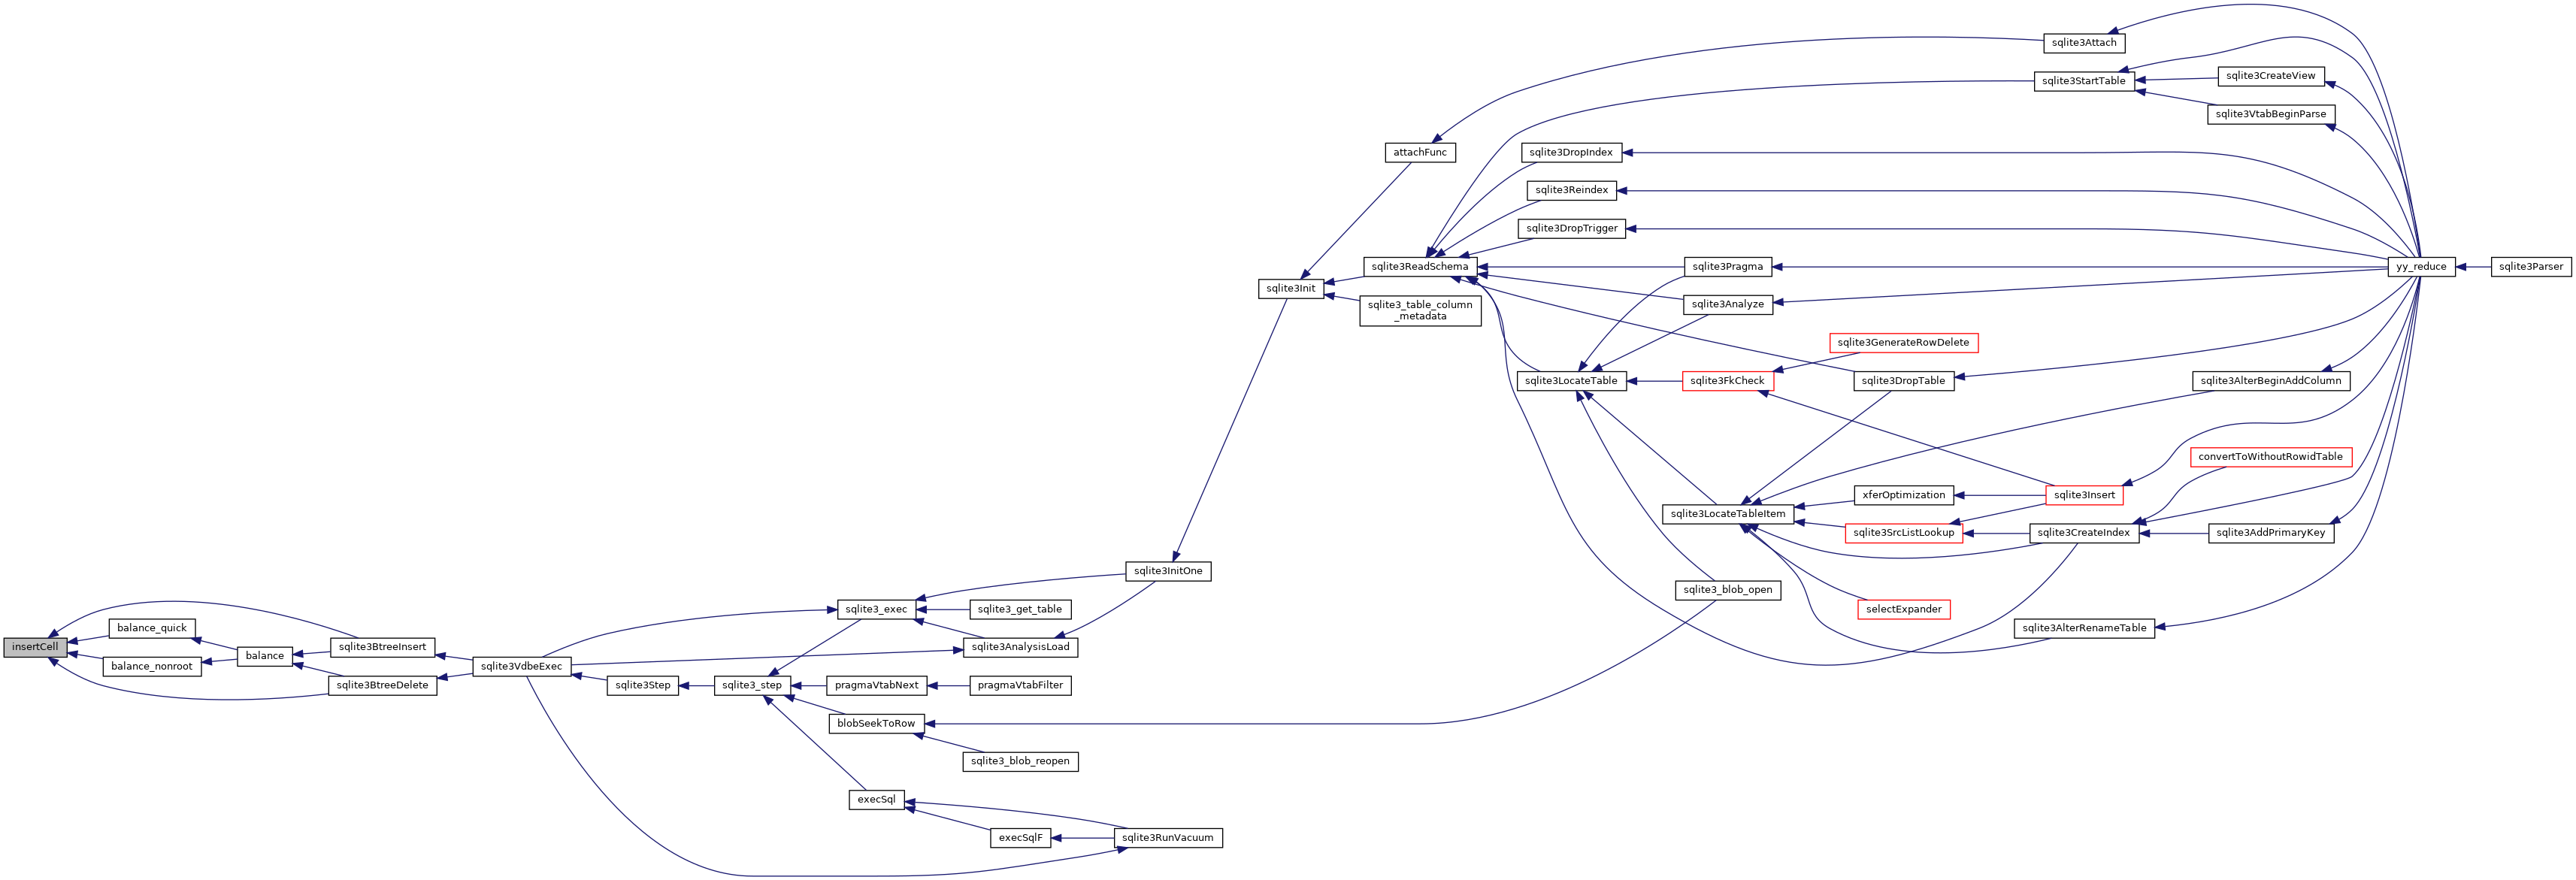 sqlite3Attach
sqlite3StartTable
sqlite3CreateView
sqlite3VtabBeginParse
attachFunc
sqlite3DropIndex
sqlite3Reindex
sqlite3DropTrigger
sqlite3ReadSchema
sqlite3Pragma
yy_reduce
sqlite3Parser
sqlite3Init
sqlite3_table_column
_metadata
sqlite3Analyze
sqlite3GenerateRowDelete
sqlite3LocateTable
sqlite3FkCheck
sqlite3DropTable
sqlite3AlterBeginAddColumn
convertToWithoutRowidTable
xferOptimization
sqlite3Insert
sqlite3LocateTableItem
sqlite3SrcListLookup
sqlite3CreateIndex
sqlite3AddPrimaryKey
sqlite3InitOne
sqlite3_blob_open
sqlite3_exec
sqlite3_get_table
selectExpander
balance_quick
sqlite3AlterRenameTable
insertCell
sqlite3BtreeInsert
sqlite3AnalysisLoad
balance
balance_nonroot
sqlite3VdbeExec
sqlite3BtreeDelete
sqlite3Step
sqlite3_step
pragmaVtabNext
pragmaVtabFilter
blobSeekToRow
sqlite3_blob_reopen
execSql
execSqlF
sqlite3RunVacuum